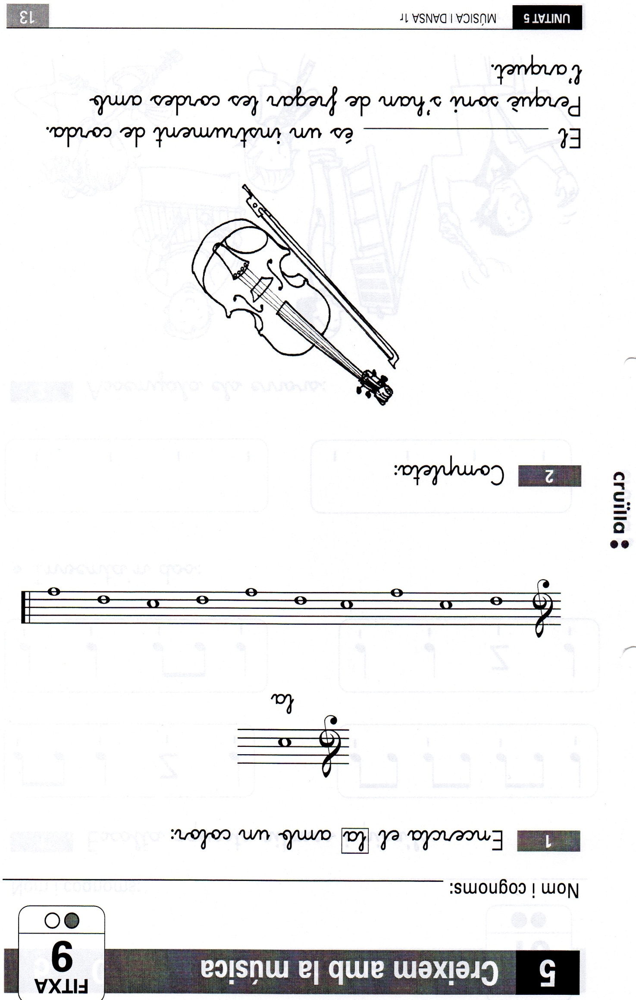 5 Creixem amb la música
FITXA
9
Nom i cognoms:
1 Encercla el la amb un color:
la
2 Completa:
El ____ és un instrument de corda.
Perquè soni s'han de fregar les cordes amb
l'arquet.
UNITAT 5 MÚSICA I DANSA 1r 13
cruïlla